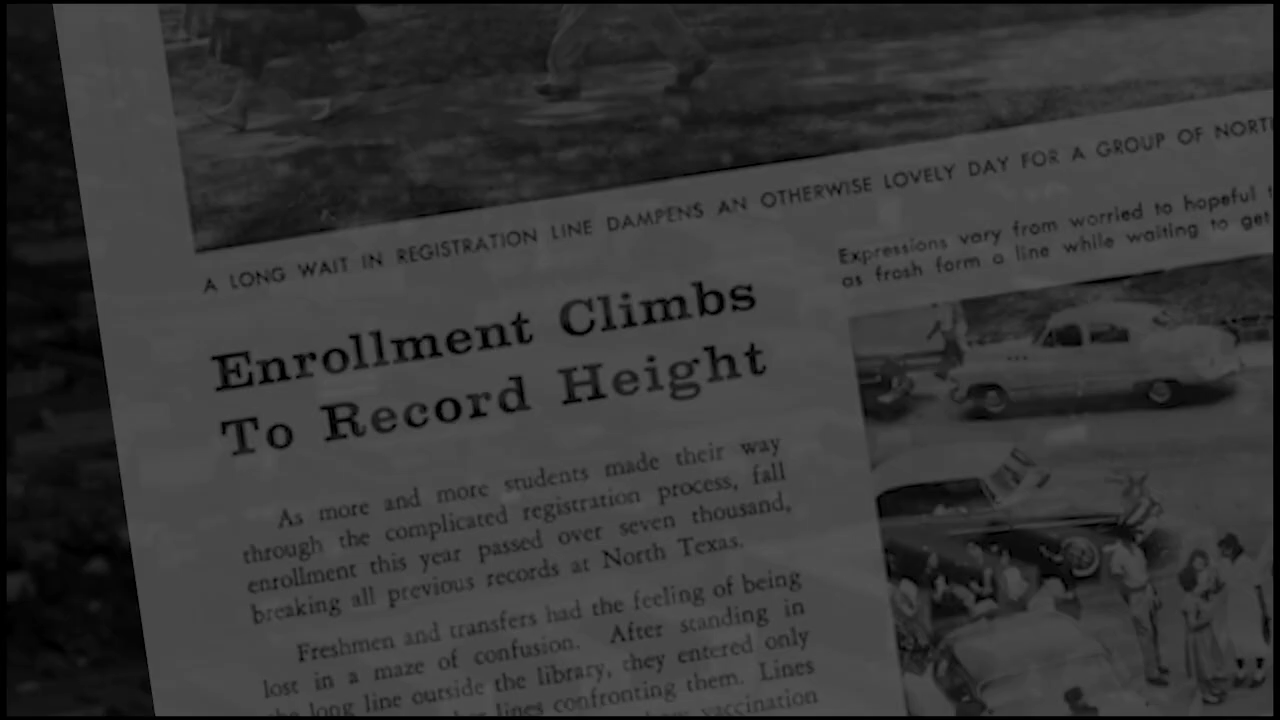 A LONG WAIT IN REGISTRATION LINE DAMPENS AN OTHERWISE LOVELY DAY FOR A GROUP OF
Expressions vary from worried to hopeful
as frosh form a line while waiting to get
Enrollment Climbs
To Record Height
As more and more students made their way
through the complicated registration process, fall
enrollment this year passed over seven thousand,
breaking all previous records at North Texas.
Freshmen and transfers had the feeling of being
lost in a maze of confusion. After standing in
long line outside the library, they entered only
lines confronting them. Lines
vaccination